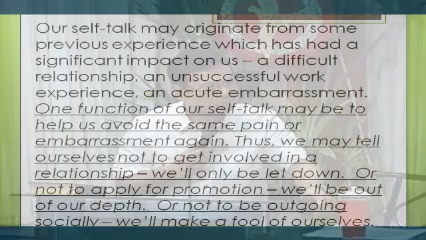 Our self-talk may originate from some
previous experience which has had a
significant impact on us – a difficult
relationship, an unsuccessful work
experience, an acute embarrassment.
One function of our self-talk may be to
help us avoid the same pain or
embarrassment again. Thus, we may tell
ourselves not to get involved in a
relationship – we'll only be let down.  Or
not to apply for promotion – we'll be out
of our depth.  Or not to be outgoing
socially – we'll make a fool of ourselves.